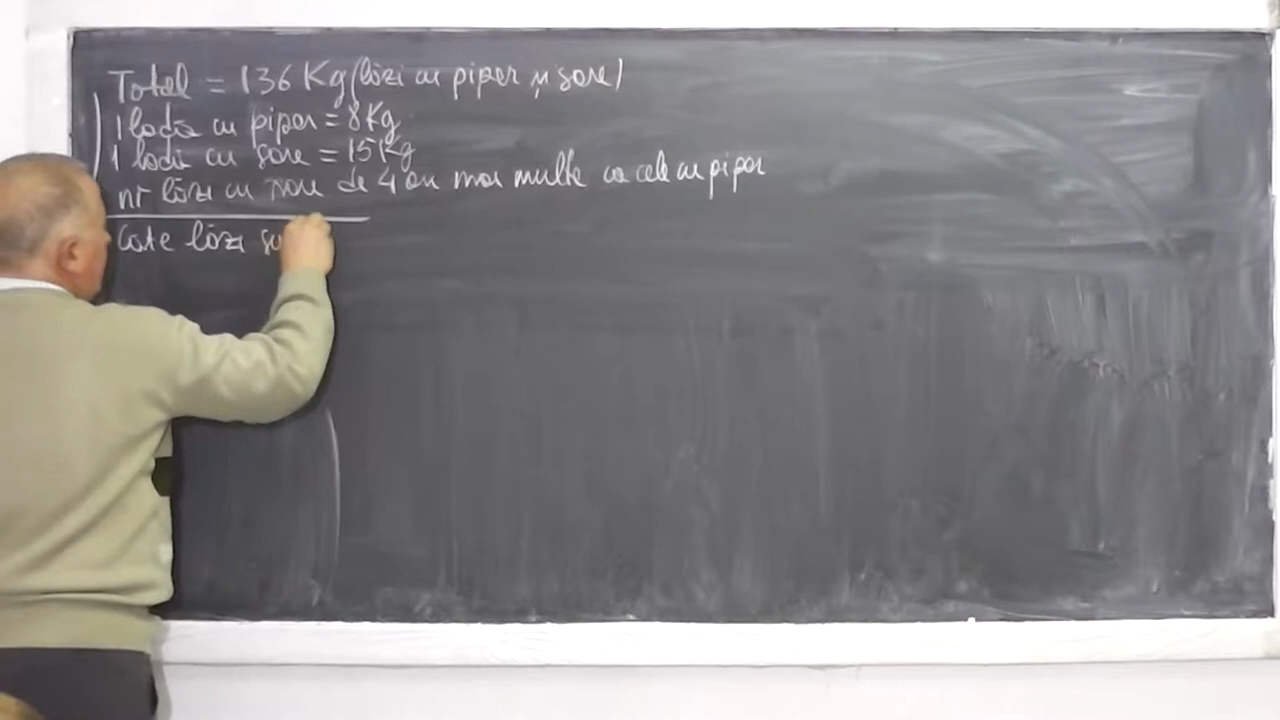 Total = 136 Kg (lăzi cu piper și sare)
1 ladă cu piper = 8 Kg
1 ladă cu sare = 15 Kg
nr lăzi cu sare de 4 ori mai multe ca cele cu piper
Cate lăzi